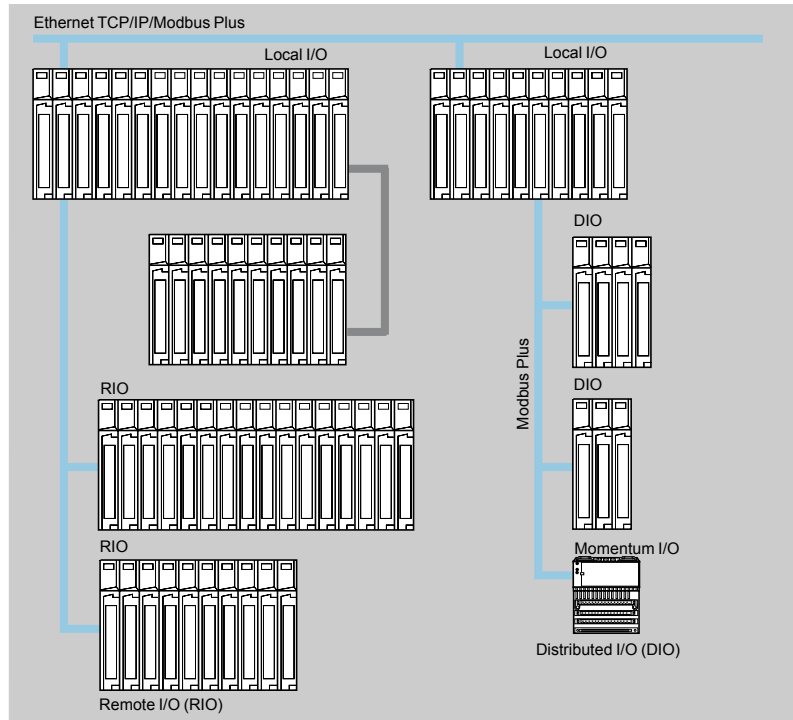 Ethernet TCP/IP/Modbus Plus
Local I/O
Local I/O
DIO
Modbus Plus
RIO
DIO
RIO
Momentum I/O
Distributed I/O (DIO)
Remote I/O (RIO)